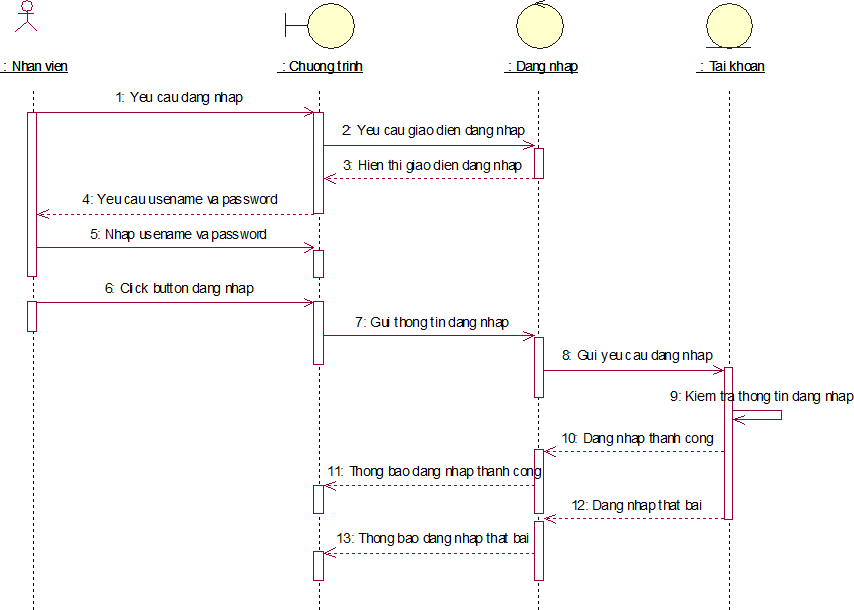 : Nhan vien
: Chuong trinh
: Dang nhap
: Tai khoan
1: Yeu cau dang nhap
2: Yeu cau giao dien dang nhap
3: Hien thi giao dien dang nhap
4: Yeu cau usename va password
5: Nhap usename va password
6: Click button dang nhap
7: Gui thong tin dang nhap
8: Gui yeu cau dang nhap
9: Kiem tra thong tin dang nhap
10: Dang nhap thanh cong
11: Thong bao dang nhap thanh cong
12: Dang nhap that bai
13: Thong bao dang nhap that bai